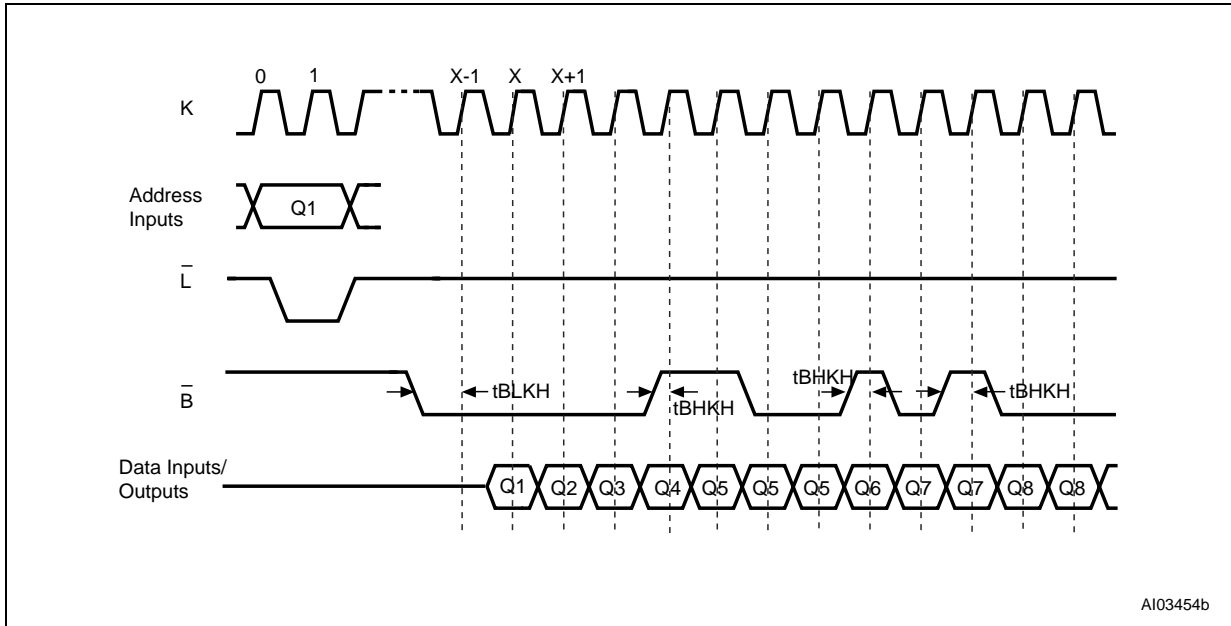 0 1 X-1 X X+1
K
Address
Inputs
Q1
L̅
B̅
tBLKH
tBHKH
tBHKH
tBHKH
Data Inputs/
Outputs
Q1 Q2 Q3 Q4 Q5 Q5 Q5 Q6 Q7 Q7 Q8 Q8
AI03454b